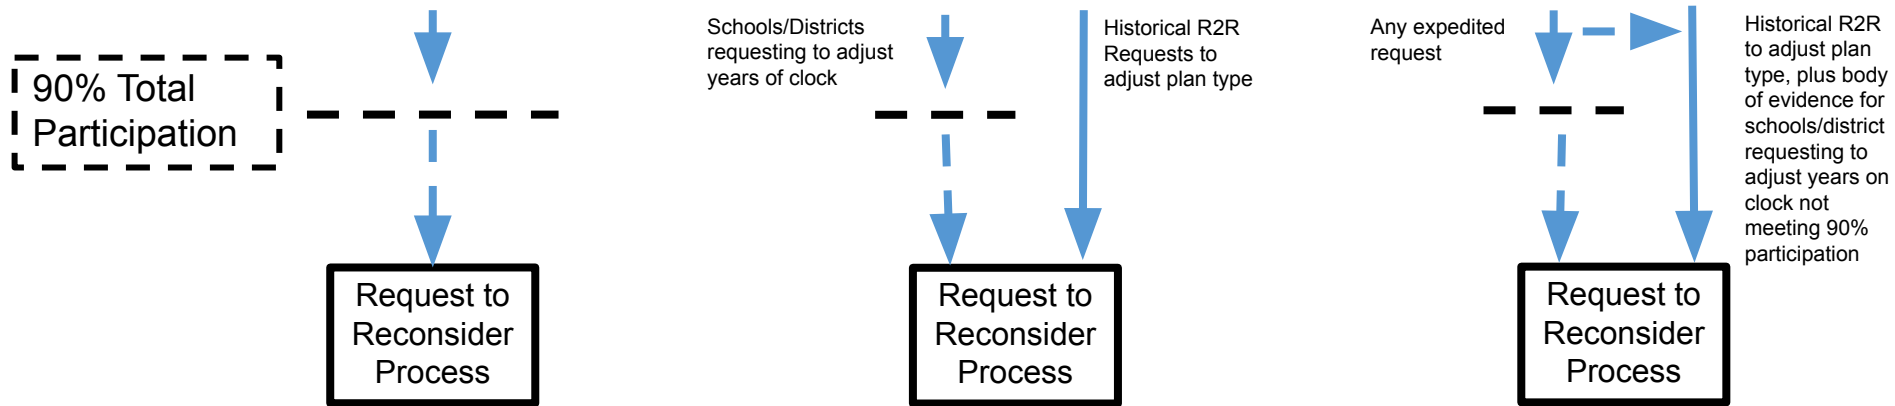 90% Total
Participation
Request to
Reconsider
Process
Schools/Districts
requesting to adjust
years of clock
Historical R2R
Requests to
adjust plan type
Request to
Reconsider
Process
Any expedited
request
Historical R2R
to adjust plan
type, plus body
of evidence for
schools/district
requesting to
adjust years on
clock not
meeting 90%
participation
Request to
Reconsider
Process